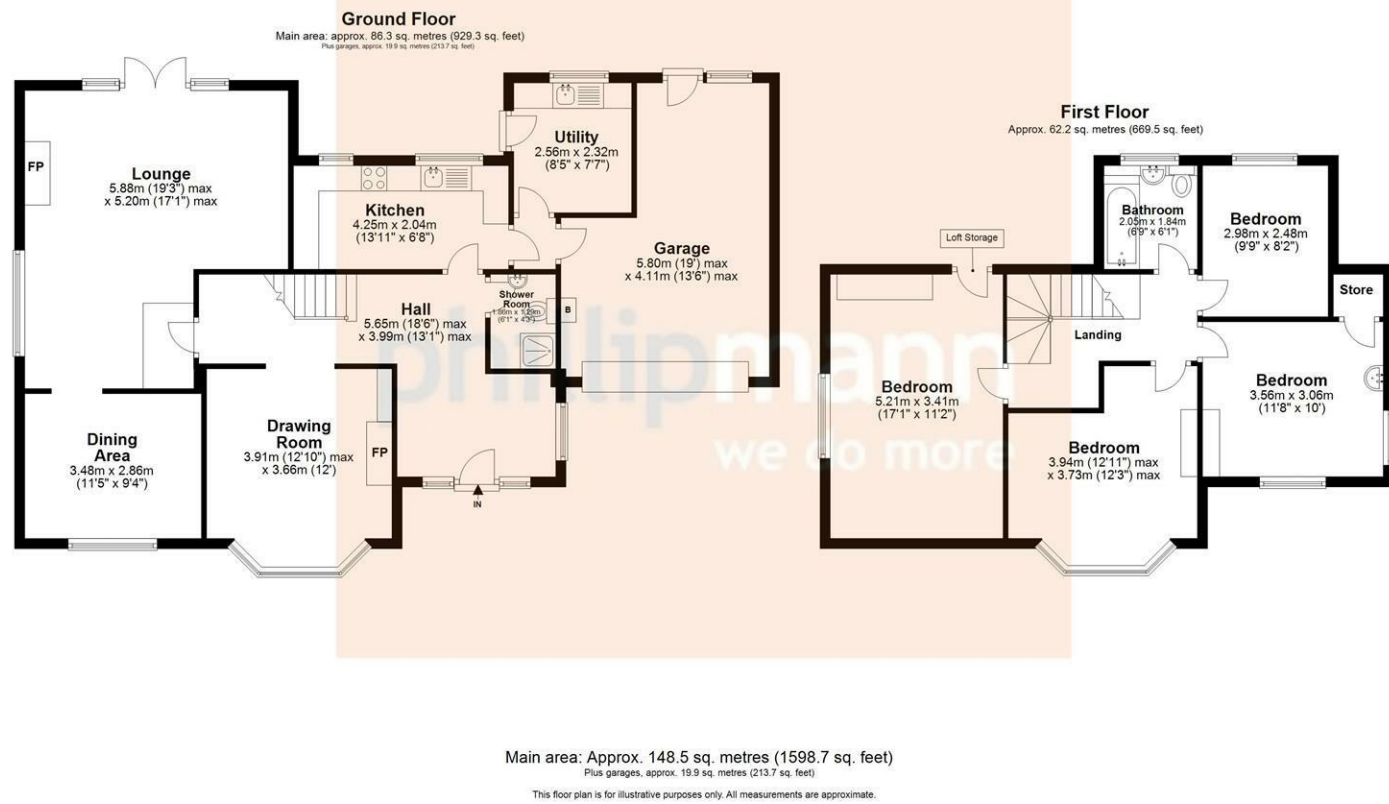 Ground Floor
Main area: approx. 86.3 sq. metres (929.3 sq. feet)
Plus garages, approx. 19.9 sq. metres (213.7 sq. feet)
FP
Lounge
5.88m (19'3") max
x 5.20m (17'1") max
Utility
2.56m x 2.32m
(8'5" x 7'7")
Kitchen
4.25m x 2.04m
(13'11" x 6'8")
Garage
5.80m (19') max
x 4.11m (13'6") max
Hall
5.65m (18'6") max
x 3.99m (13'1") max
Shower
Room
1.86m x 1.29m
(6'1" x 4'3")
B
Dining
Area
3.48m x 2.86m
(11'5" x 9'4")
Drawing
Room
3.91m (12'10") max
x 3.66m (12')
FP
IN
First Floor
Approx. 62.2 sq. metres (669.5 sq. feet)
Bathroom
2.05m x 1.84m
(6'9" x 6'1")
Bedroom
2.98m x 2.48m
(9'9" x 8'2")
Loft Storage
Store
Landing
Bedroom
5.21m x 3.41m
(17'1" x 11'2")
Bedroom
3.56m x 3.06m
(11'8" x 10')
Bedroom
3.94m (12'11") max
x 3.73m (12'3") max
phillipmann
we do more
Main area: Approx. 148.5 sq. metres (1598.7 sq. feet)
Plus garages, approx. 19.9 sq. metres (213.7 sq. feet)
This floor plan is for illustrative purposes only. All measurements are approximate.